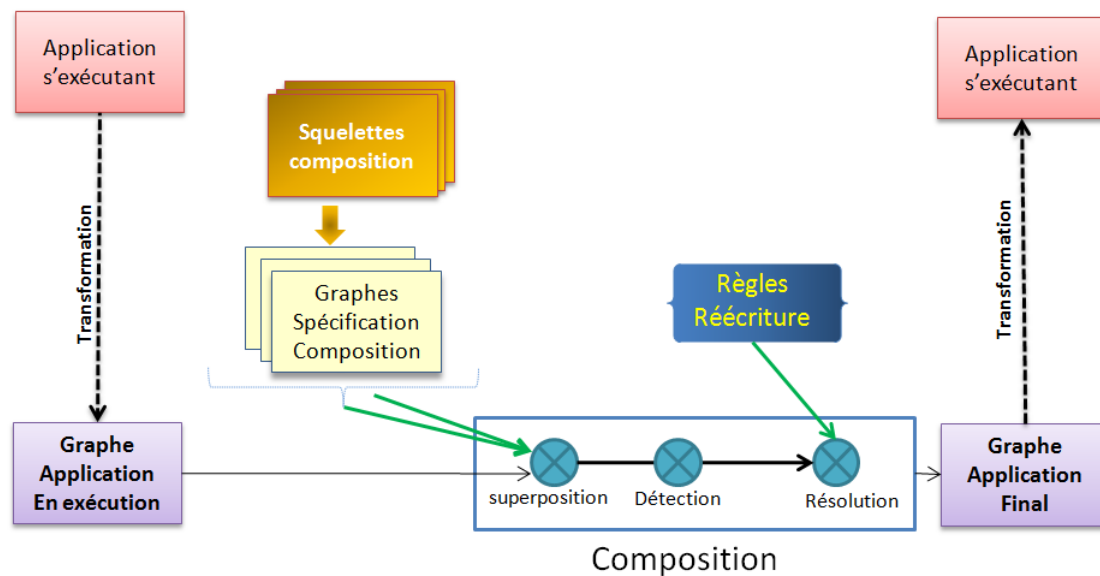 Application
s'exécutant
Application
s'exécutant
Squelettes
composition
Transformation
Transformation
Graphes
Spécification
Composition
Règles
Réécriture
Graphe
Application
En exécution
superposition
Détection
Résolution
Graphe
Application
Final
Composition